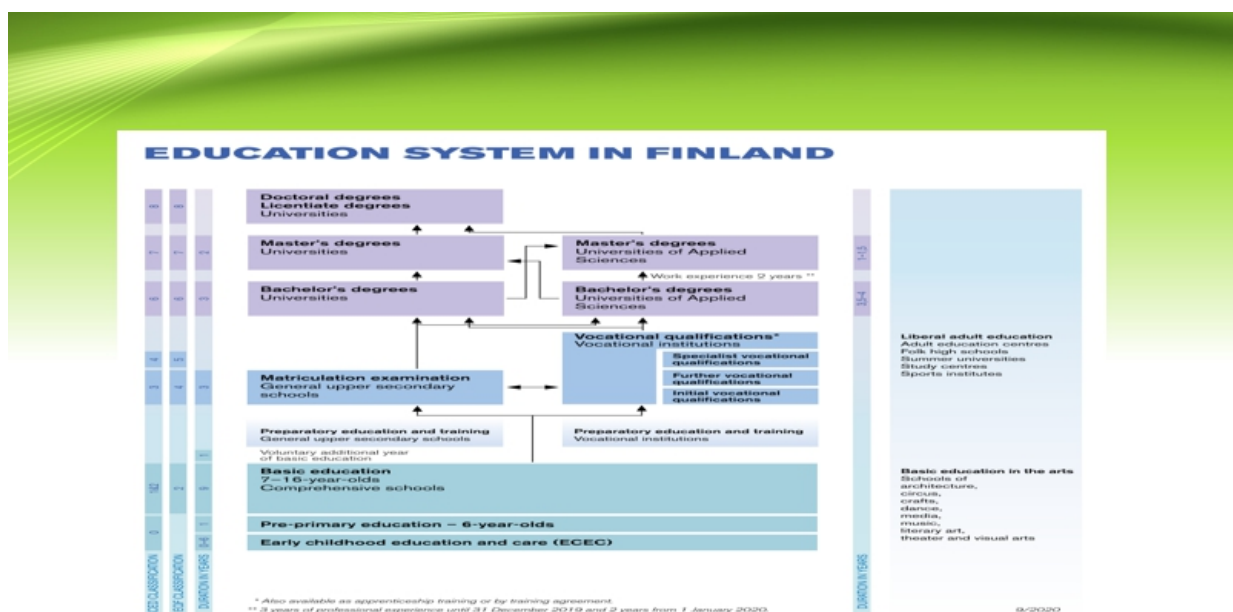 EDUCATION SYSTEM IN FINLAND
Doctoral degrees
Licentiate degrees
Universities
Master's degrees
Universities
Master's degrees
Universities of Applied
Sciences
Work experience 2 years **
Bachelor's degrees
Universities
Bachelor's degrees
Universities of Applied
Sciences
Vocational qualifications*
Vocational institutions
Specialist vocational
qualifications
Further vocational
qualifications
Initial vocational
qualifications
Matriculation examination
General upper secondary
schools
Preparatory education and training
General upper secondary schools
Preparatory education and training
Vocational institutions
Voluntary additional year
of basic education
Basic education
7–16-year-olds
Comprehensive schools
Pre-primary education – 6-year-olds
Early childhood education and care (ECEC)
DURATION IN YEARS
1–1.5
3.5–4
DURATION IN YEARS
Liberal adult education
Adult education centres
Folk high schools
Summer universities
Study centres
Sports institutes
Basic education in the arts
Schools of
architecture,
circus,
crafts,
dance,
media,
music,
literary art,
theater and visual arts
* Also available as apprenticeship training or by training agreement.
** 3 years of professional experience until 31 December 2019 and 2 years from 1 January 2020.
9/2020